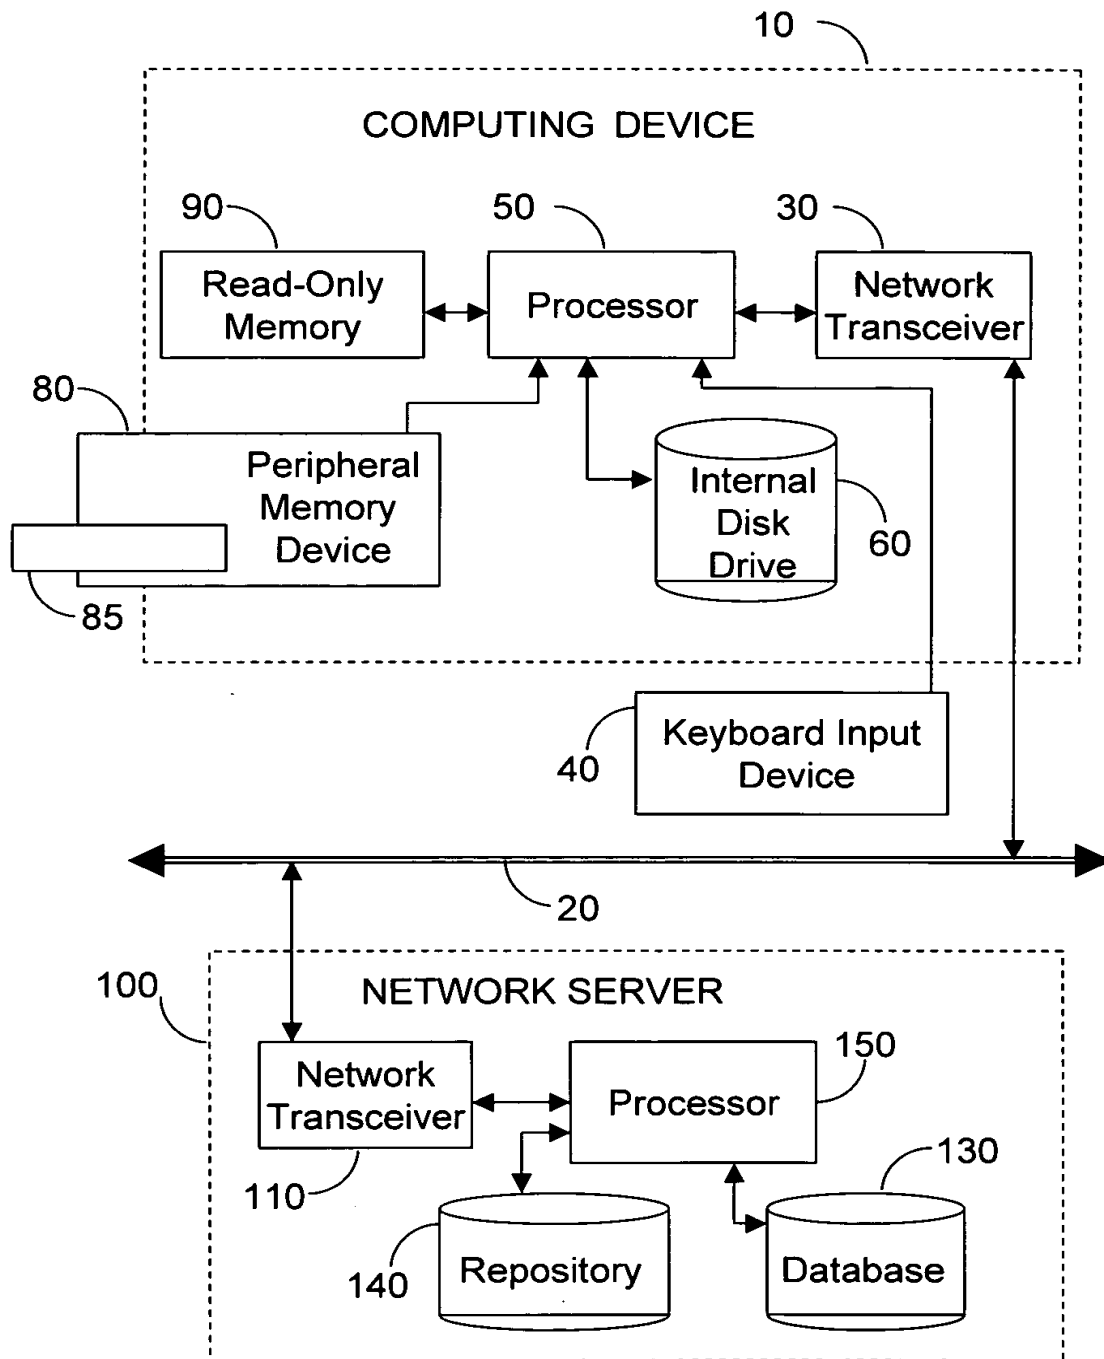 10
COMPUTING DEVICE
90
50
30
Read-Only
Memory
Processor
Network
Transceiver
80
Peripheral
Memory
Device
85
Internal
Disk
Drive
60
Keyboard Input
Device
40
20
100
NETWORK SERVER
150
Network
Transceiver
Processor
110
130
140
Repository
Database